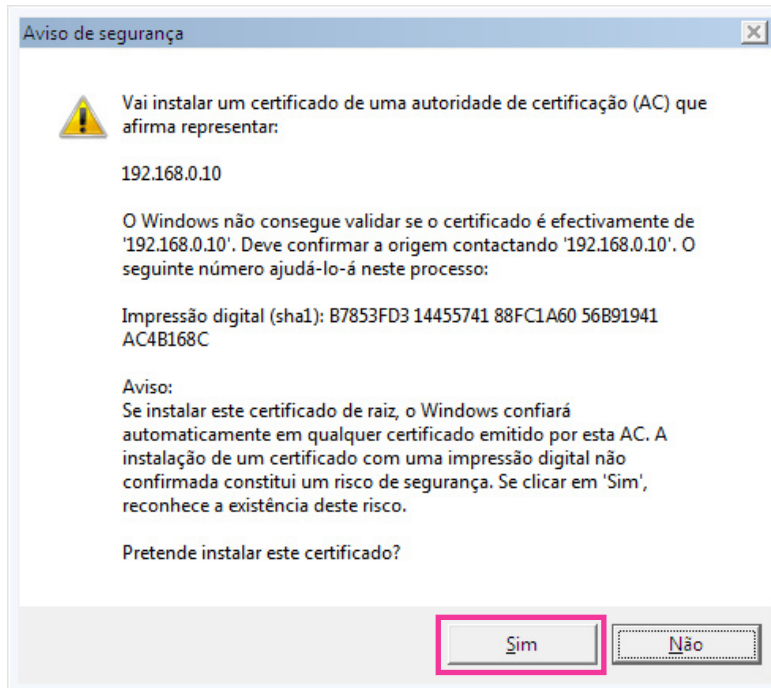 Aviso de segurança
Vai instalar um certificado de uma autoridade de certificação (AC) que
afirma representar:
192.168.0.10
O Windows não consegue validar se o certificado é efectivamente de
'192.168.0.10'. Deve confirmar a origem contactando '192.168.0.10'. O
seguinte número ajudá-lo-á neste processo:
Impressão digital (sha1): B7853FD3 14455741 88FC1A60 56B91941
AC4B168C
Aviso:
Se instalar este certificado de raiz, o Windows confiará
automaticamente em qualquer certificado emitido por esta AC. A
instalação de um certificado com uma impressão digital não
confirmada constitui um risco de segurança. Se clicar em 'Sim',
reconhece a existência deste risco.
Pretende instalar este certificado?
Sim
Não